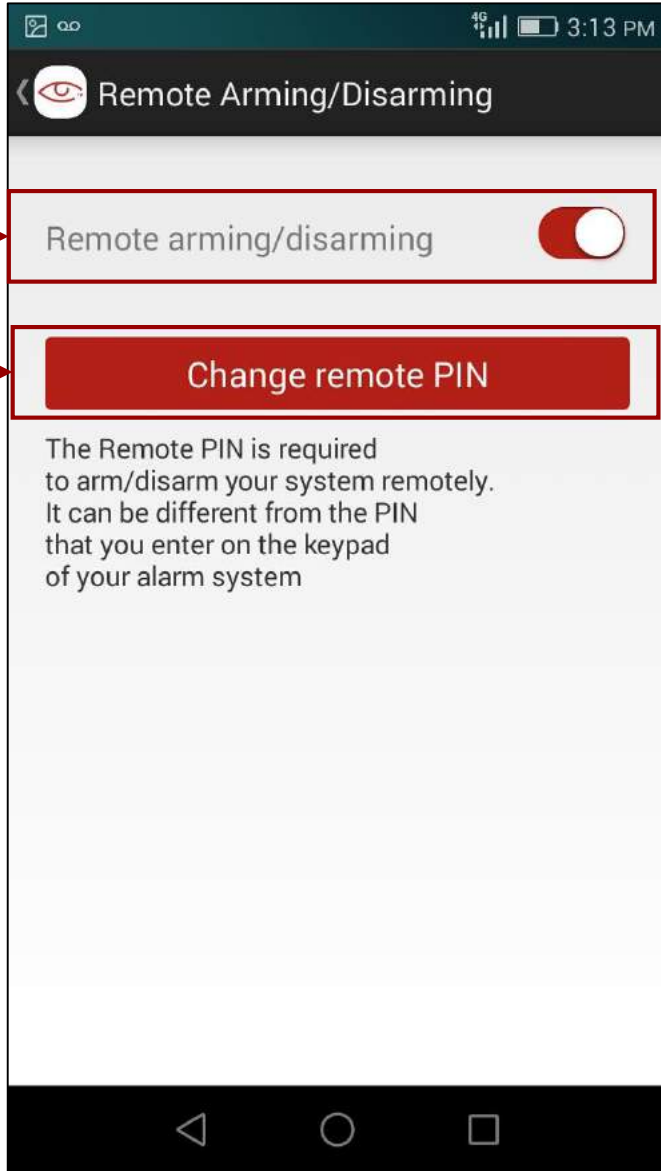 4G 3:13 PM
Remote Arming/Disarming
Remote arming/disarming
Change remote PIN
The Remote PIN is required
to arm/disarm your system remotely.
It can be different from the PIN
that you enter on the keypad
of your alarm system